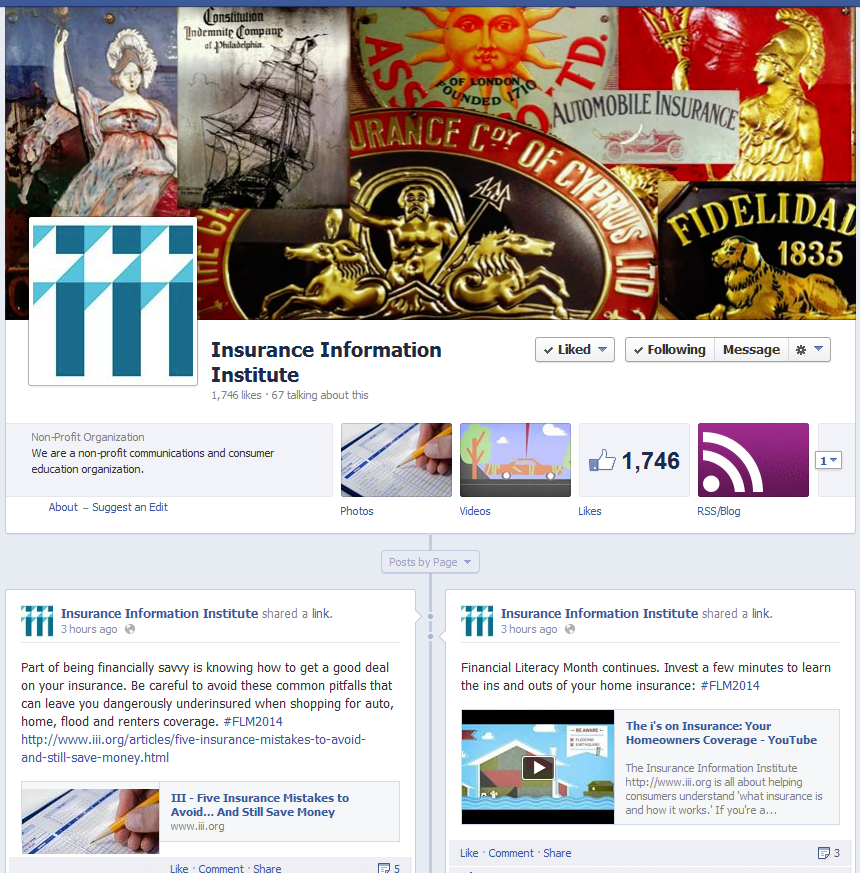 Constitution
Indemnity Company
of Philadelphia.
ASS
OF LONDON
FOUNDED 1710
CO. LTD.
AUTOMOBILE INSURANCE
THE GE
URANCE COY OF CYPRUS LTD
FIDELIDAD
1835
Insurance Information
Institute
1,746 likes · 67 talking about this
Liked
Following
Message
Non-Profit Organization
We are a non-profit communications and consumer
education organization.
About – Suggest an Edit
Photos
Videos
1,746
Likes
RSS/Blog
1
Posts by Page
Insurance Information Institute shared a link.
3 hours ago
Part of being financially savvy is knowing how to get a good deal
on your insurance. Be careful to avoid these common pitfalls that
can leave you dangerously underinsured when shopping for auto,
home, flood and renters coverage. #FLM2014
http://www.iii.org/articles/five-insurance-mistakes-to-avoid-
and-still-save-money.html
III - Five Insurance Mistakes to
Avoid... And Still Save Money
www.iii.org
Like · Comment · Share
5
Insurance Information Institute shared a link.
3 hours ago
Financial Literacy Month continues. Invest a few minutes to learn
the ins and outs of your home insurance: #FLM2014
BE AWARE
FLOODING
EARTHQUAKE
The i's on Insurance: Your
Homeowners Coverage - YouTube
The Insurance Information Institute
http://www.iii.org is all about helping
consumers understand 'what insurance is
and how it works.' If you're a...
Like · Comment · Share
3